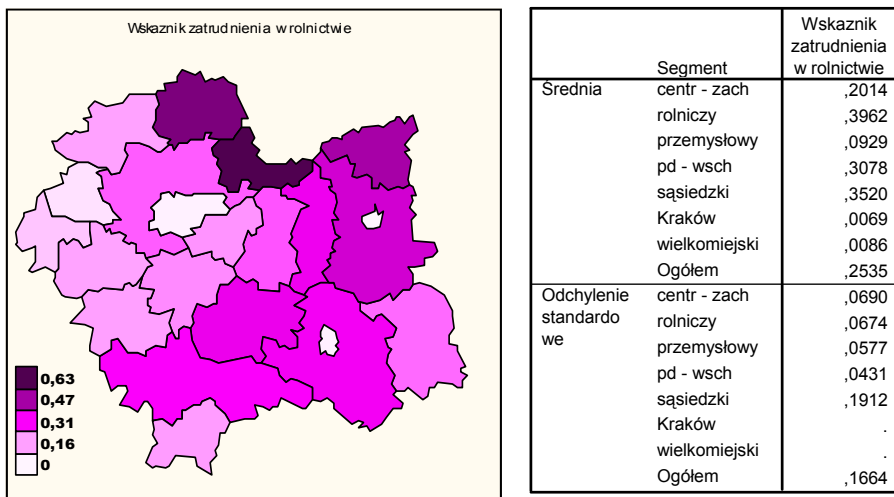 Wskaznik zatrudnienia w rolnictwie
0,63
0,47
0,31
0,16
0
Segment Wskaznik zatrudnienia w rolnictwie
Średnia centr - zach ,2014
rolniczy ,3962
przemysłowy ,0929
pd - wsch ,3078
sąsiedzki ,3520
Kraków ,0069
wielkomiejski ,0086
Ogółem ,2535
Odchylenie standardo we centr - zach ,0690
rolniczy ,0674
przemysłowy ,0577
pd - wsch ,0431
sąsiedzki ,1912
Kraków .
wielkomiejski .
Ogółem ,1664